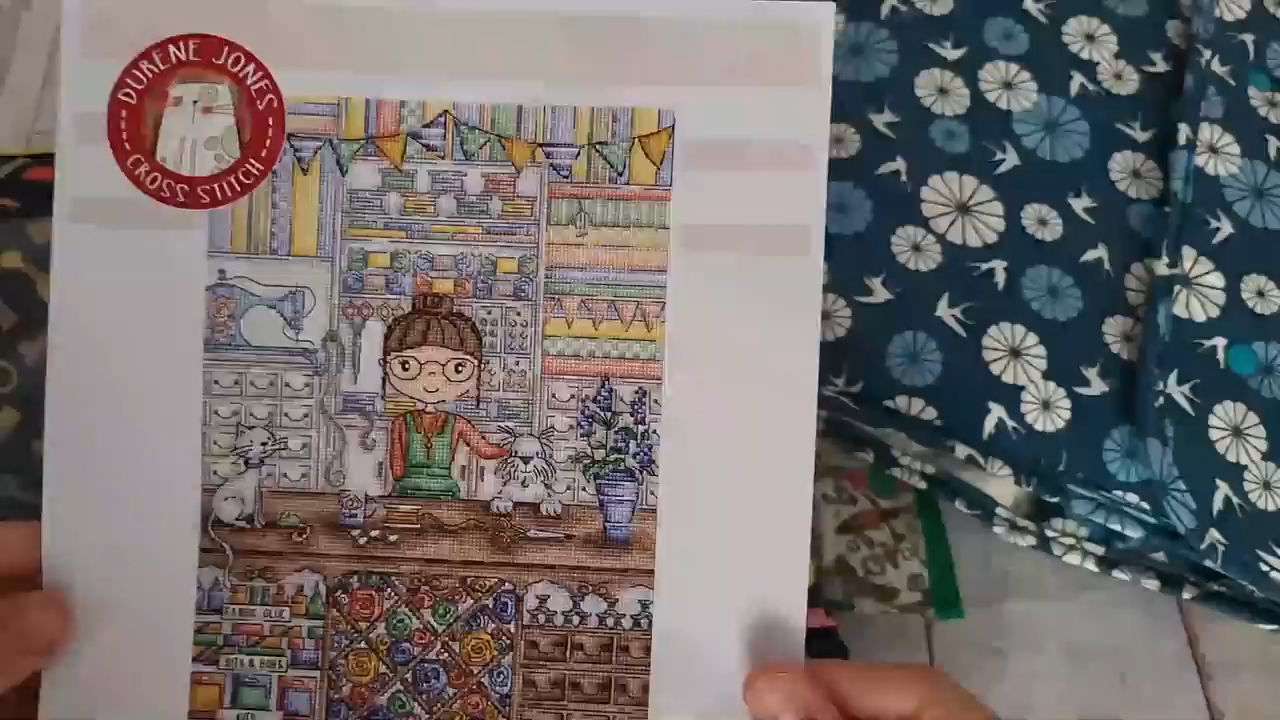 DURENE JONES
CROSS STITCH
FABRIC GLUE
BITS & BOBS